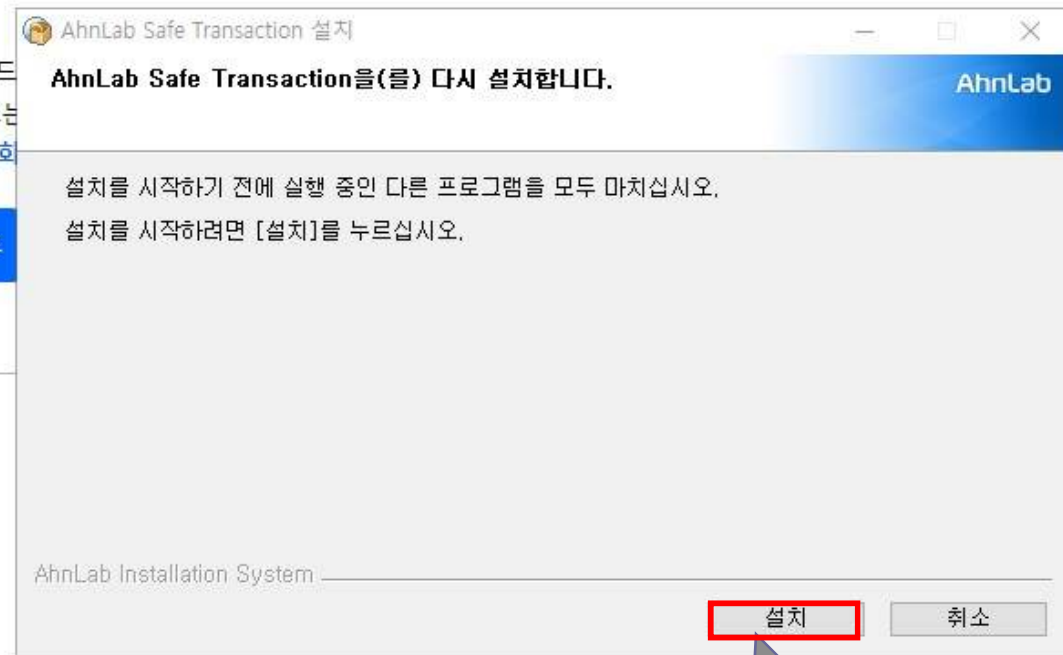 AhnLab Safe Transaction 설치
AhnLab Safe Transaction을(를) 다시 설치합니다.
AhnLab
설치를 시작하기 전에 실행 중인 다른 프로그램을 모두 마치십시오.
설치를 시작하려면 [설치]를 누르십시오.
AhnLab Installation System
설치
취소